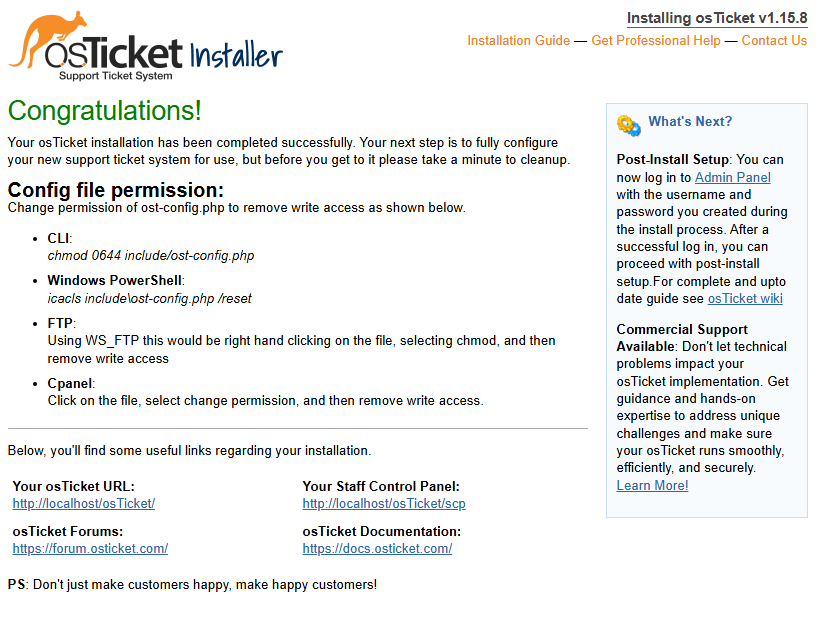 osTicket Installer
Support Ticket System
Installing osTicket v1.15.8
Installation Guide — Get Professional Help — Contact Us
Congratulations!
Your osTicket installation has been completed successfully. Your next step is to fully configure
your new support ticket system for use, but before you get to it please take a minute to cleanup.
Config file permission:
Change permission of ost-config.php to remove write access as shown below.
• CLI:
chmod 0644 include/ost-config.php
• Windows PowerShell:
icacls include\ost-config.php /reset
• FTP:
Using WS_FTP this would be right hand clicking on the file, selecting chmod, and then
remove write access
• Cpanel:
Click on the file, select change permission, and then remove write access.
Below, you'll find some useful links regarding your installation.
Your osTicket URL:
http://localhost/osTicket/
Your Staff Control Panel:
http://localhost/osTicket/scp
osTicket Forums:
https://forum.osticket.com/
osTicket Documentation:
https://docs.osticket.com/
PS: Don't just make customers happy, make happy customers!
What's Next?
Post-Install Setup: You can
now log in to Admin Panel
with the username and
password you created during
the install process. After a
successful log in, you can
proceed with post-install
setup.For complete and upto
date guide see osTicket wiki
Commercial Support
Available: Don't let technical
problems impact your
osTicket implementation. Get
guidance and hands-on
expertise to address unique
challenges and make sure
your osTicket runs smoothly,
efficiently, and securely.
Learn More!